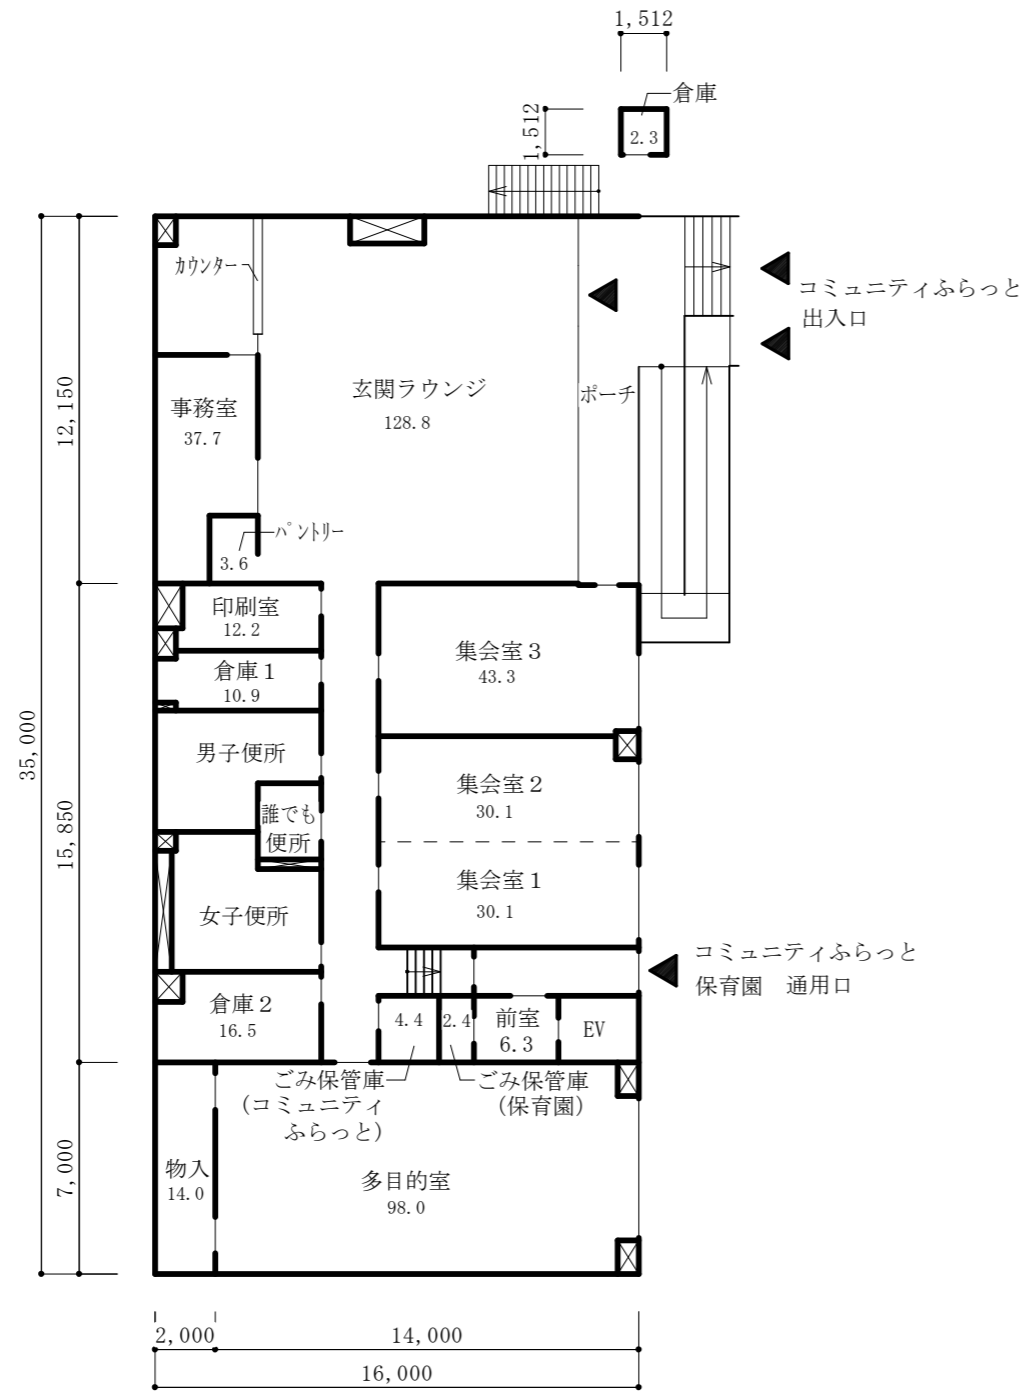 1,512
倉庫
1,512
2.3
カウンター
コミュニティふらっと
出入口
玄関ラウンジ
128.8
ポーチ
事務室
37.7
12,150
パントリー
3.6
印刷室
12.2
集会室３
43.3
倉庫１
10.9
35,000
男子便所
集会室２
30.1
誰でも
便所
15,850
集会室１
30.1
女子便所
コミュニティふらっと
保育園　通用口
倉庫２
16.5
4.4
2.4
前室
6.3
EV
ごみ保管庫
(コミュニティ
ふらっと)
ごみ保管庫
(保育園)
7,000
物入
14.0
多目的室
98.0
2,000
14,000
16,000